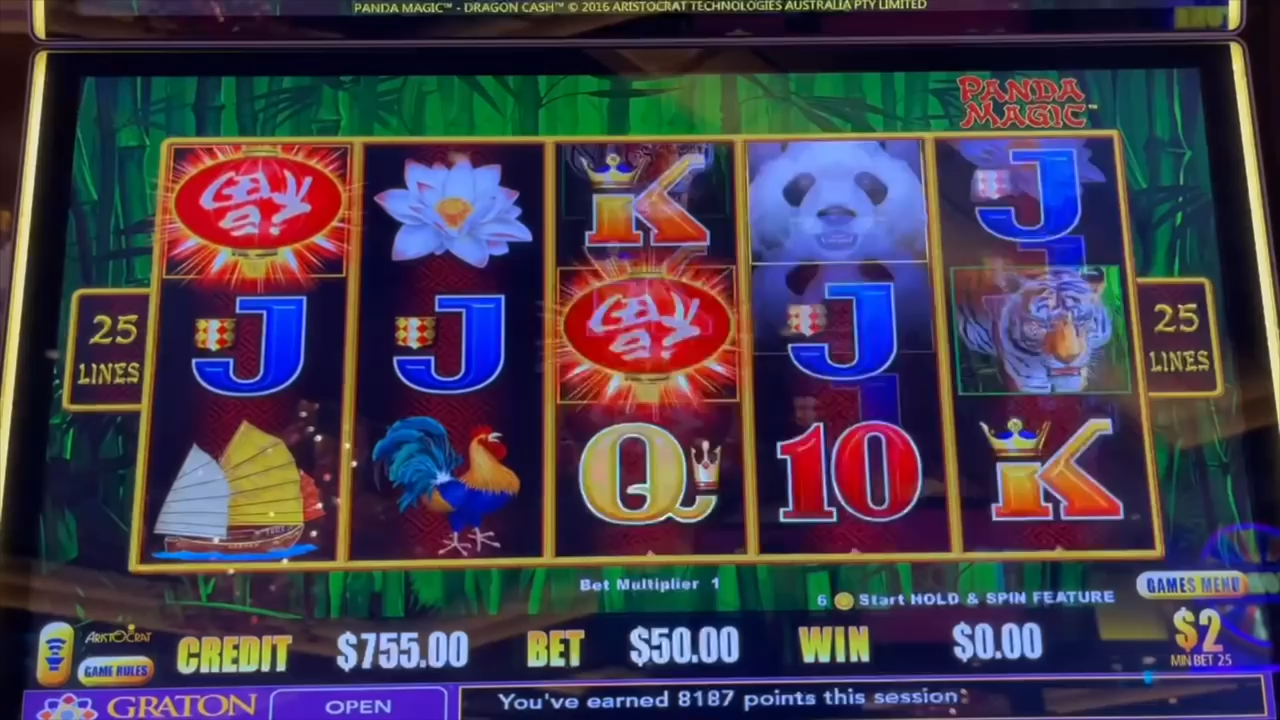 PANDA MAGIC™ - DRAGON CASH™ © 2016 ARISTOCRAT TECHNOLOGIES AUSTRALIA PTY LIMITED
PANDA
MAGIC™
K
J
25
LINES
J
J
J
25
LINES
Q
10
K
Bet Multiplier 1
6 Start HOLD & SPIN FEATURE
GAMES MENU
ARISTOCRAT
GAME RULES
CREDIT $755.00 BET $50.00 WIN $0.00
$2
MIN BET 25
GRATON
OPEN
You've earned 8187 points this session.